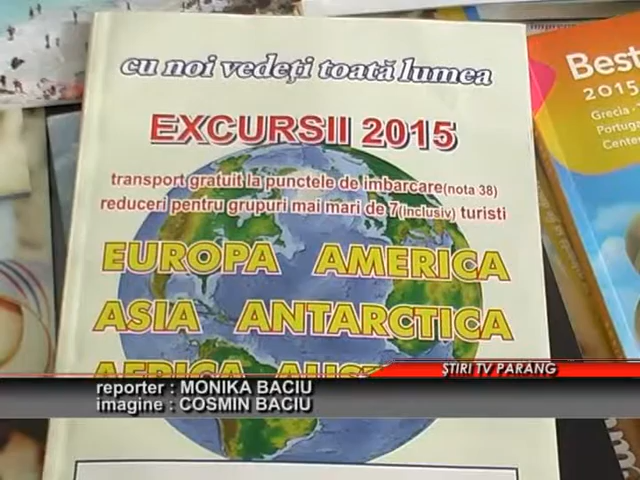 cu noi vedeți toată lumea
EXCURSII 2015
transport gratuit la punctele de imbarcare(nota 38)
reduceri pentru grupuri mai mari de 7(inclusiv) turisti
EUROPA AMERICA
ASIA ANTARCTICA
AFRICA
Best
2015
Grecia
Portuga
ȘTIRI TV PARANG
reporter : MONIKA BACIU
imagine : COSMIN BACIU